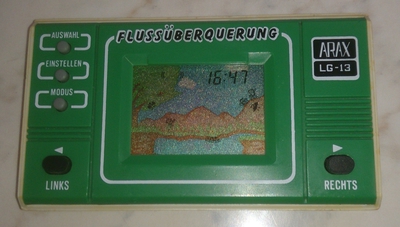 AUSWAHL
FLUSSÜBERQUERUNG
ARAX
LG-13
16:47
EINSTELLEN
MODUS
LINKS
RECHTS